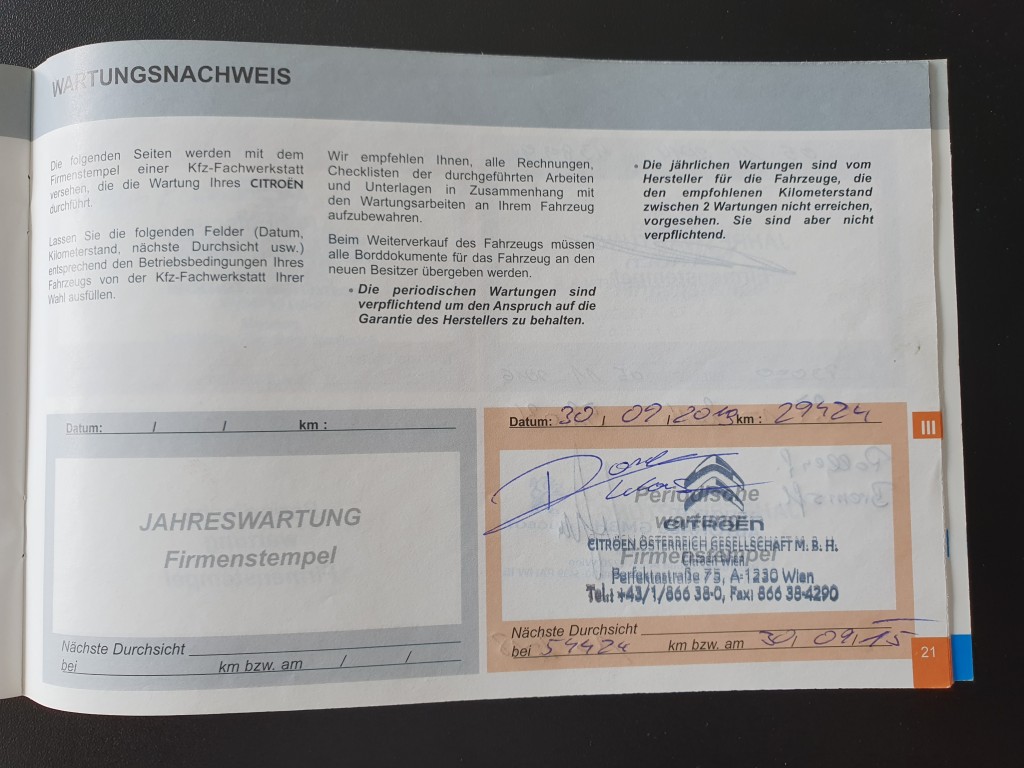 WARTUNGSNACHWEIS
Die folgenden Seiten werden mit dem
Firmenstempel einer Kfz-Fachwerkstatt
versehen, die die Wartung Ihres CITROËN
durchführt.
Lassen Sie die folgenden Felder (Datum,
Kilometerstand, nächste Durchsicht usw.)
entsprechend den Betriebsbedingungen Ihres
Fahrzeugs von der Kfz-Fachwerkstatt Ihrer
Wahl ausfüllen.
Wir empfehlen Ihnen, alle Rechnungen,
Checklisten der durchgeführten Arbeiten
und Unterlagen in Zusammenhang mit
den Wartungsarbeiten an Ihrem Fahrzeug
aufzubewahren.
Beim Weiterverkauf des Fahrzeugs müssen
alle Borddokumente für das Fahrzeug an den
neuen Besitzer übergeben werden.
• Die periodischen Wartungen sind
verpflichtend um den Anspruch auf die
Garantie des Herstellers zu behalten.
• Die jährlichen Wartungen sind vom
Hersteller für die Fahrzeuge, die
den empfohlenen Kilometerstand
zwischen 2 Wartungen nicht erreichen,
vorgesehen. Sie sind aber nicht
verpflichtend.
Datum: / / km :
JAHRESWARTUNG
Firmenstempel
Nächste Durchsicht
bei km bzw. am / /
Datum: 30, 09, km : 29424
Periodische
wartung
CITROËN
CITROËN ÖSTERREICH GESELLSCHAFT M. B. H.
Firmenstempel
Citroën Wien
Perfektastraße 75, A-1230 Wien
Tel.: +43/1/866 38-0, Fax: 866 38-4290
Nächste Durchsicht
bei 54424 km bzw. am 30, 09, 15
III
21